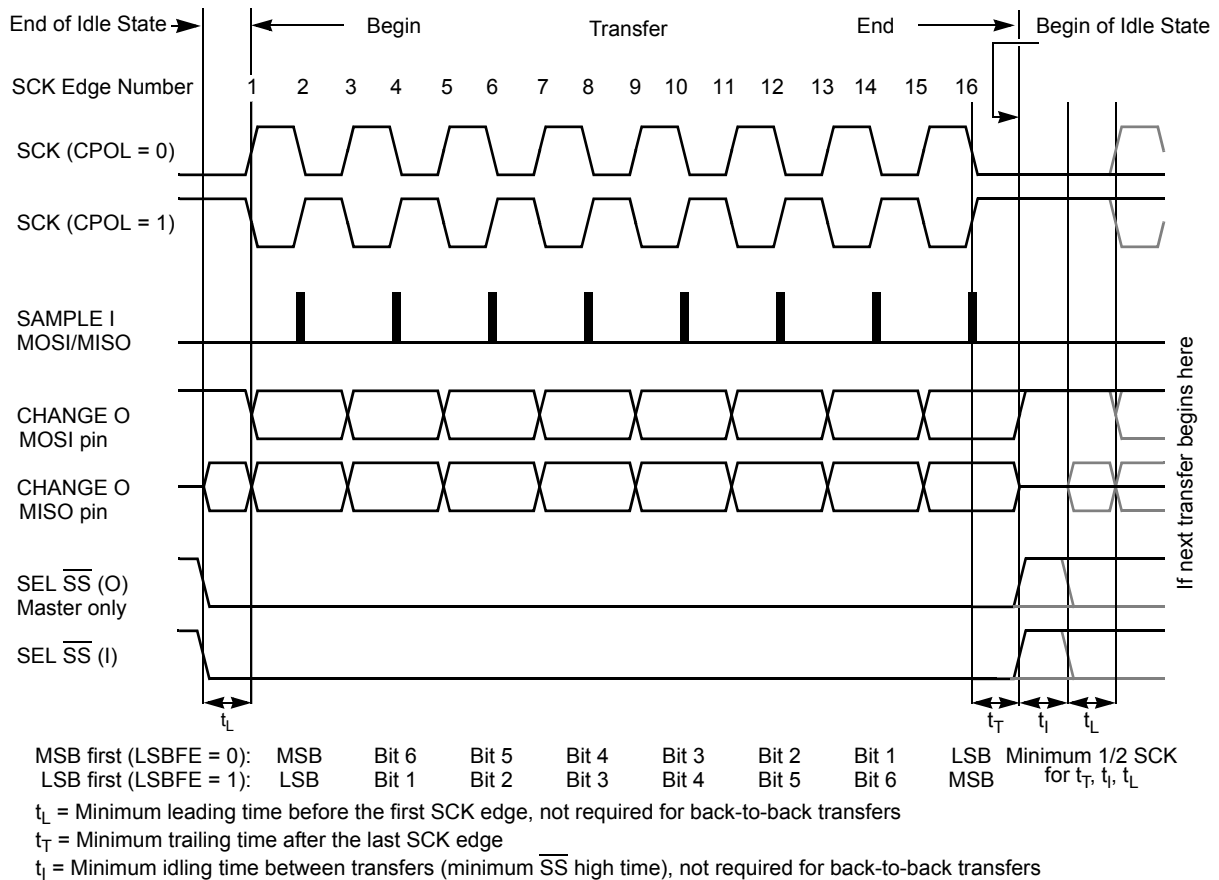 End of Idle State Begin Transfer End Begin of Idle State
SCK Edge Number 1 2 3 4 5 6 7 8 9 10 11 12 13 14 15 16
SCK (CPOL = 0)
SCK (CPOL = 1)
SAMPLE I
MOSI/MISO
CHANGE O
MOSI pin
CHANGE O
MISO pin
SEL S̅S̅ (O)
Master only
SEL S̅S̅ (I)
If next transfer begins here
tL tT tI tL
MSB first (LSBFE = 0): MSB Bit 6 Bit 5 Bit 4 Bit 3 Bit 2 Bit 1 LSB Minimum 1/2 SCK
LSB first (LSBFE = 1): LSB Bit 1 Bit 2 Bit 3 Bit 4 Bit 5 Bit 6 MSB for tT, tI, tL
tL = Minimum leading time before the first SCK edge, not required for back-to-back transfers
tT = Minimum trailing time after the last SCK edge
tI = Minimum idling time between transfers (minimum S̅S̅ high time), not required for back-to-back transfers